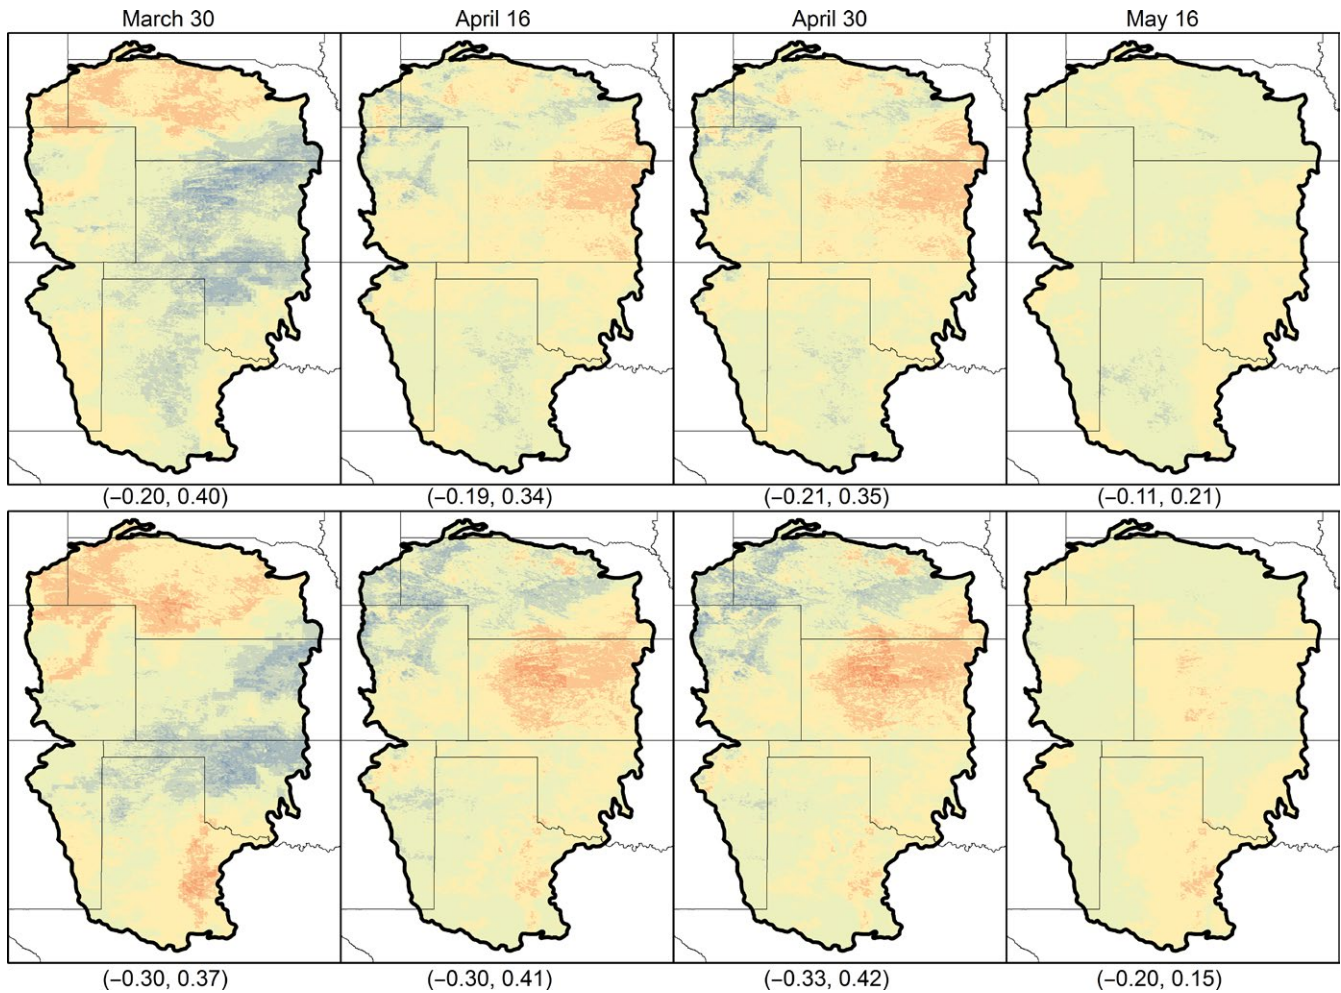 March 30 April 16 April 30 May 16
(−0.20, 0.40) (−0.19, 0.34) (−0.21, 0.35) (−0.11, 0.21)
(−0.30, 0.37) (−0.30, 0.41) (−0.33, 0.42) (−0.20, 0.15)